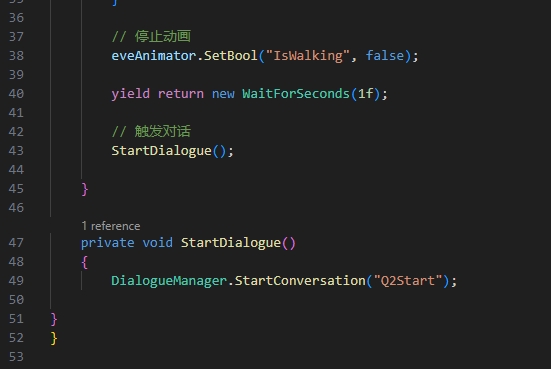 36
37 // 停止动画
38 eveAnimator.SetBool("IsWalking", false);
39
40 yield return new WaitForSeconds(1f);
41
42 // 触发对话
43 StartDialogue();
44
45 }
46
1 reference
47 private void StartDialogue()
48 {
49 DialogueManager.StartConversation("Q2Start");
50
51 }
52 }
53